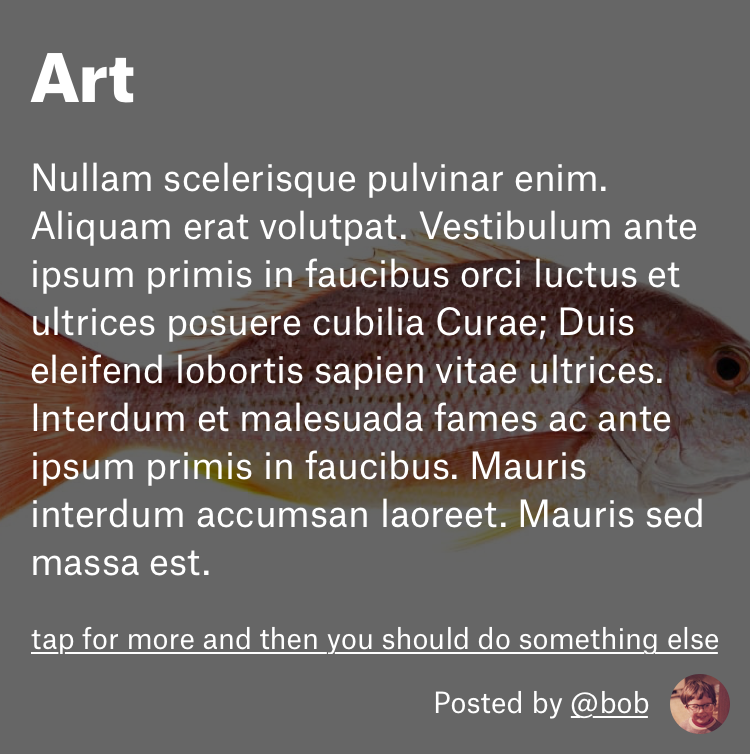 Art
Nullam scelerisque pulvinar enim.
Aliquam erat volutpat. Vestibulum ante
ipsum primis in faucibus orci luctus et
ultrices posuere cubilia Curae; Duis
eleifend lobortis sapien vitae ultrices.
Interdum et malesuada fames ac ante
ipsum primis in faucibus. Mauris
interdum accumsan laoreet. Mauris sed
massa est.
tap for more and then you should do something else
Posted by @bob